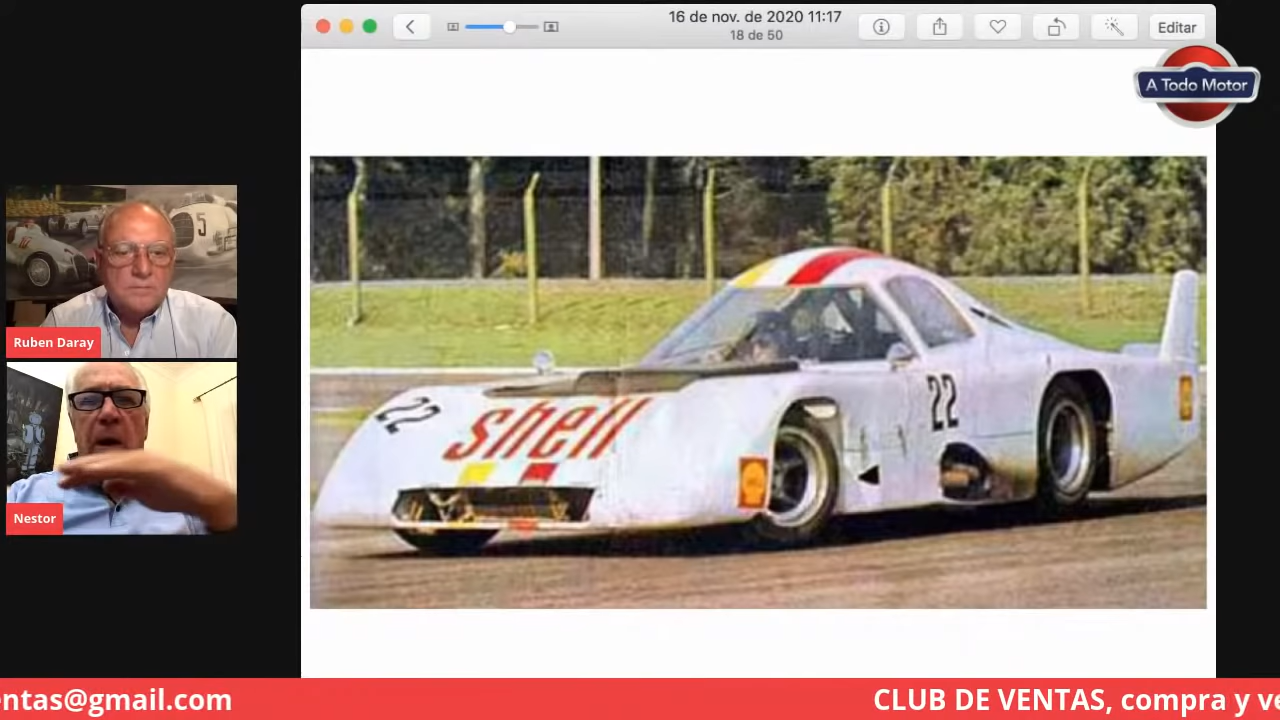 16 de nov. de 2020 11:17
18 de 50
Editar
A Todo Motor
5
Ruben Daray
Nestor
22
shell
22
entas@gmail.com
CLUB DE VENTAS, compra y ve